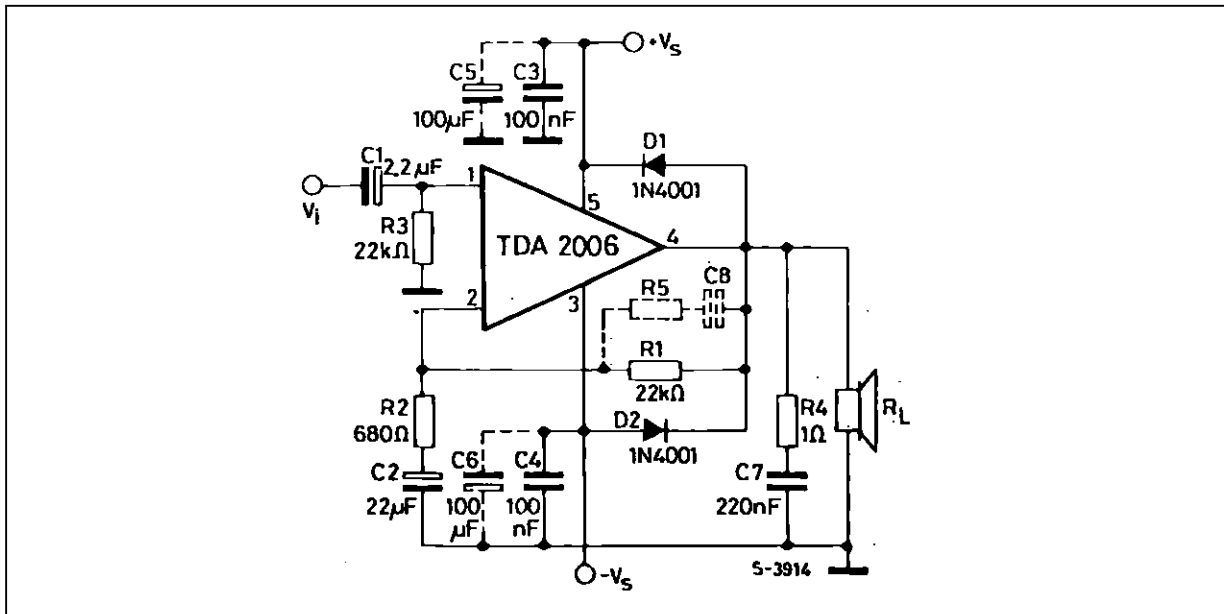 +Vs
C5
C3
100µF
100 nF
D1
1N4001
C1
2.2µF
Vi
1
5
R3
22kΩ
TDA 2006
4
2
3
R5
C8
R1
22kΩ
R2
680Ω
D2
1N4001
R4
1Ω
RL
C2
22µF
C6
100
µF
C4
100
nF
C7
220nF
-Vs
S-3914